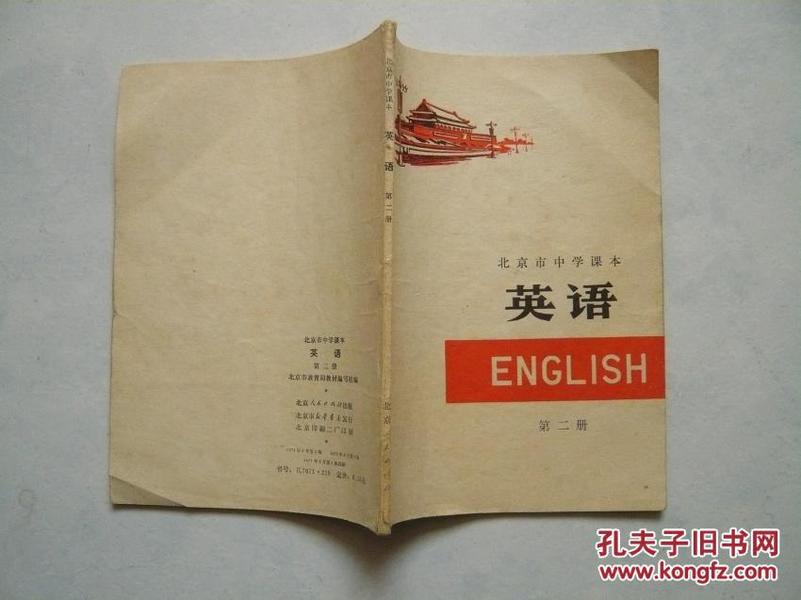 北京市中学课本
英语
ENGLISH
第二册
北京市中学课本 英语 第二册
北京市中学课本
英语
第二册
北京市教育局教材编写组编
北京人民出版社出版
北京市新华书店发行
北京印刷二厂印刷
孔夫子旧书网
www.kongfz.com